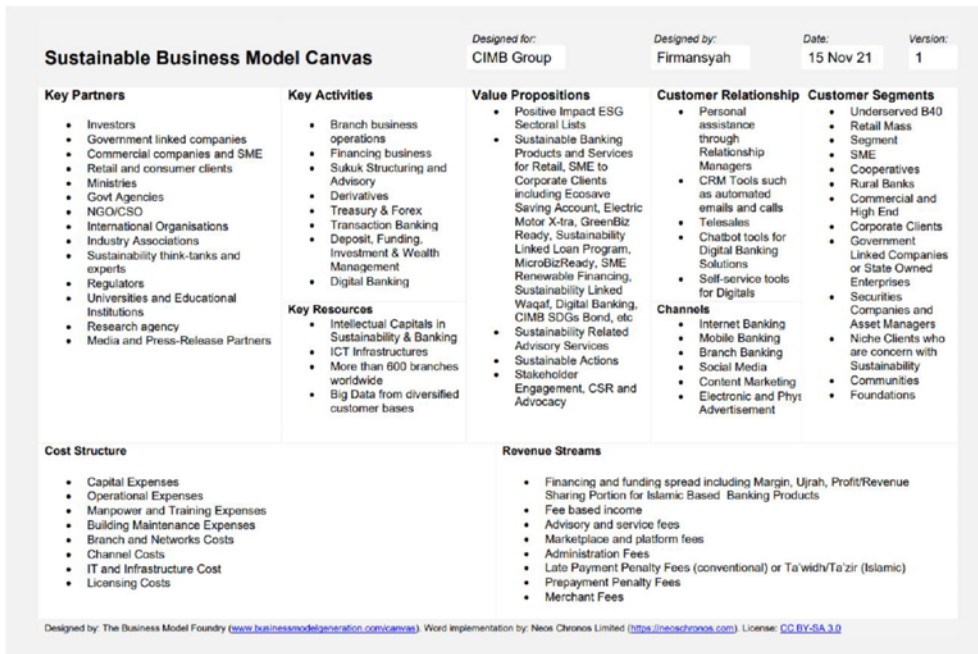 Sustainable Business Model Canvas
Designed for:
CIMB Group
Designed by:
Firmansyah
Date:
15 Nov 21
Version:
1
Key Partners
• Investors
• Government linked companies
• Commercial companies and SME
• Retail and consumer clients
• Ministries
• Govt Agencies
• NGO/CSO
• International Organisations
• Industry Associations
• Sustainability think-tanks and
experts
• Regulators
• Universities and Educational
Institutions
• Research agency
• Media and Press-Release Partners
Key Activities
• Branch business
operations
• Financing business
• Sukuk Structuring and
Advisory
• Derivatives
• Treasury & Forex
• Transaction Banking
• Deposit, Funding,
Investment & Wealth
Management
• Digital Banking
Key Resources
• Intellectual Capitals in
Sustainability & Banking
• ICT Infrastructures
• More than 600 branches
worldwide
• Big Data from diversified
customer bases
Value Propositions
• Positive Impact ESG
Sectoral Lists
• Sustainable Banking
Products and Services
for Retail, SME to
Corporate Clients
including Ecosave
Saving Account, Electric
Motor X-tra, GreenBiz
Ready, Sustainability
Linked Loan Program,
MicroBizReady, SME
Renewable Financing,
Sustainability Linked
Waqaf, Digital Banking,
CIMB SDGs Bond, etc
• Sustainability Related
Advisory Services
• Sustainable Actions
• Stakeholder
Engagement, CSR and
Advocacy
Customer Relationship
• Personal
assistance
through
Relationship
Managers
• CRM Tools such
as automated
emails and calls
• Telesales
• Chatbot tools for
Digital Banking
Solutions
• Self-service tools
for Digitals
Channels
• Internet Banking
• Mobile Banking
• Branch Banking
• Social Media
• Content Marketing
• Electronic and Phys
Advertisement
Customer Segments
• Underserved B40
• Retail Mass
• Segment
• SME
• Cooperatives
• Rural Banks
• Commercial and
High End
• Corporate Clients
• Government
Linked Companies
or State Owned
Enterprises
• Securities
Companies and
Asset Managers
• Niche Clients who
are concern with
Sustainability
• Communities
• Foundations
Cost Structure
• Capital Expenses
• Operational Expenses
• Manpower and Training Expenses
• Building Maintenance Expenses
• Branch and Networks Costs
• Channel Costs
• IT and Infrastructure Cost
• Licensing Costs
Revenue Streams
• Financing and funding spread including Margin, Ujrah, Profit/Revenue
Sharing Portion for Islamic Based Banking Products
• Fee based income
• Advisory and service fees
• Marketplace and platform fees
• Administration Fees
• Late Payment Penalty Fees (conventional) or Ta'widh/Ta'zir (Islamic)
• Prepayment Penalty Fees
• Merchant Fees
Designed by: The Business Model Foundry (www.businessmodelgeneration.com/canvas). Word implementation by: Neos Chronos Limited (https://neoschronos.com). License: CC BY-SA 3.0